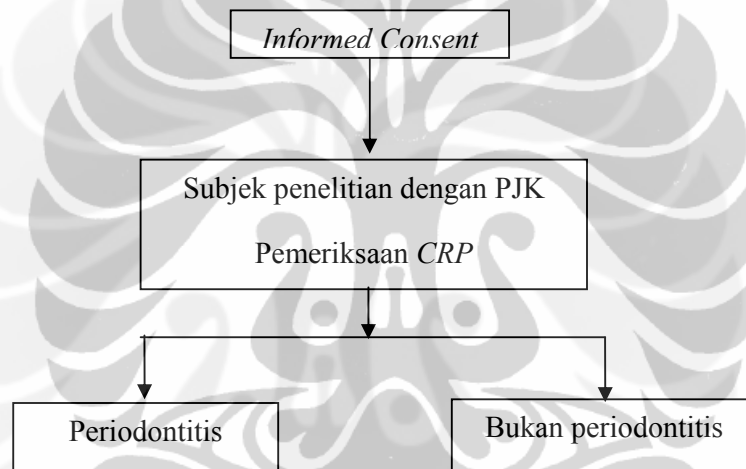 Informed Consent
Subjek penelitian dengan PJK
Pemeriksaan CRP
Periodontitis
Bukan periodontitis